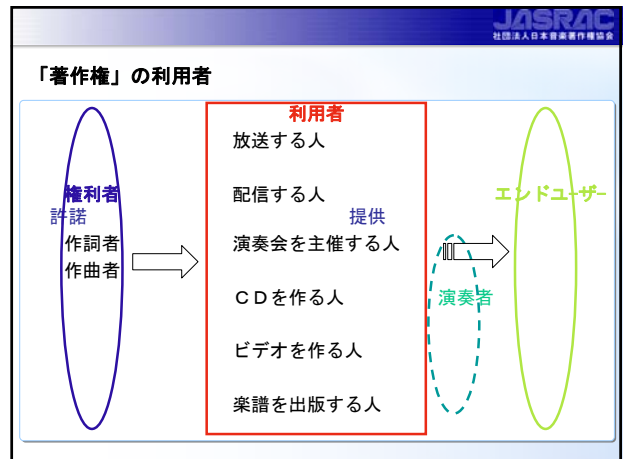 JASRAC
社団法人日本音楽著作権協会
「著作権」の利用者
利用者
放送する人
権利者
配信する人
エンドユーザー
許諾
提供
作詞者
演奏会を主催する人
作曲者
ＣＤを作る人
演奏者
ビデオを作る人
楽譜を出版する人